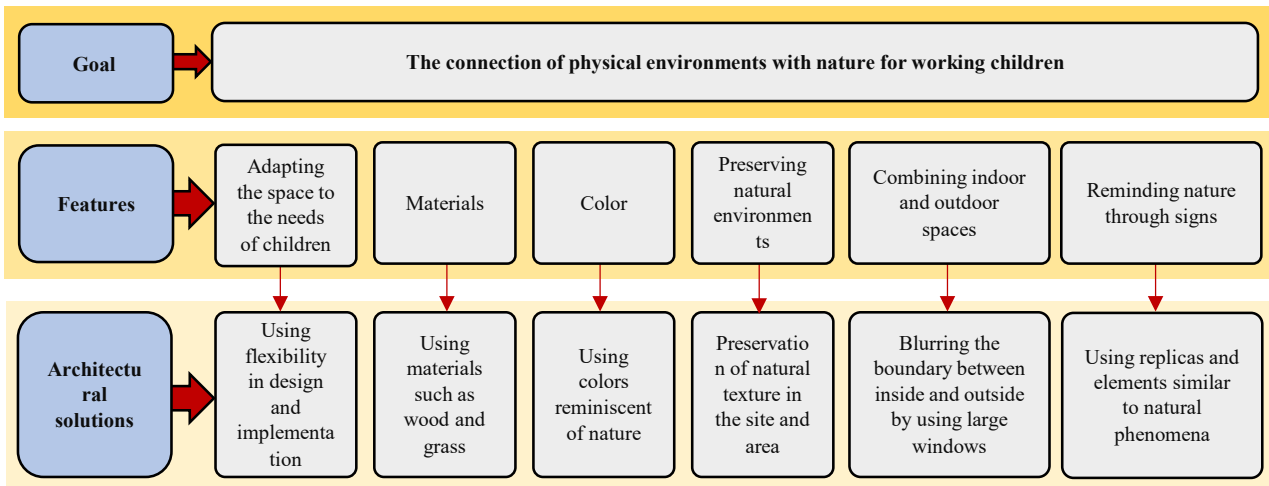 Goal
The connection of physical environments with nature for working children
Features
Adapting
the space to
the needs
of children
Materials
Color
Preserving
natural
environmen
ts
Combining indoor
and outdoor
spaces
Reminding nature
through signs
Architectu
ral
solutions
Using
flexibility
in design
and
implementa
tion
Using
materials
such as
wood and
grass
Using
colors
reminiscent
of nature
Preservatio
n of natural
texture in
the site and
area
Blurring the
boundary between
inside and outside
by using large
windows
Using replicas and
elements similar
to natural
phenomena